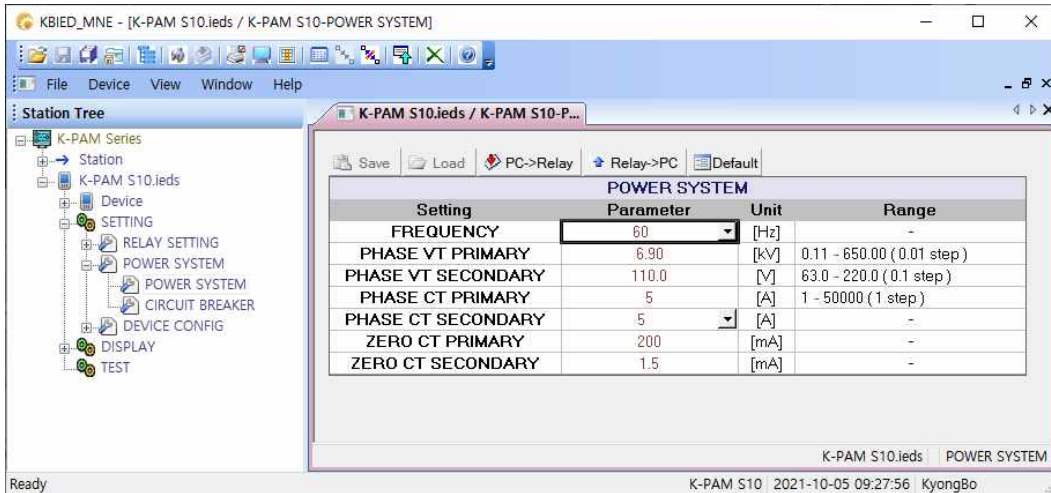 KBIED_MNE - [K-PAM S10.ieds / K-PAM S10-POWER SYSTEM]
File Device View Window Help
Station Tree
K-PAM Series
Station
K-PAM S10.ieds
Device
SETTING
RELAY SETTING
POWER SYSTEM
POWER SYSTEM
CIRCUIT BREAKER
DEVICE CONFIG
DISPLAY
TEST
K-PAM S10.ieds / K-PAM S10-P...
Save Load PC->Relay Relay->PC Default
POWER SYSTEM
Setting Parameter Unit Range
FREQUENCY 60 [Hz] -
PHASE VT PRIMARY 6.90 [kV] 0.11 - 650.00 ( 0.01 step )
PHASE VT SECONDARY 110.0 [V] 63.0 - 220.0 ( 0.1 step )
PHASE CT PRIMARY 5 [A] 1 - 50000 ( 1 step )
PHASE CT SECONDARY 5 [A] -
ZERO CT PRIMARY 200 [mA] -
ZERO CT SECONDARY 1.5 [mA] -
K-PAM S10.ieds POWER SYSTEM
Ready K-PAM S10 2021-10-05 09:27:56 KyongBo